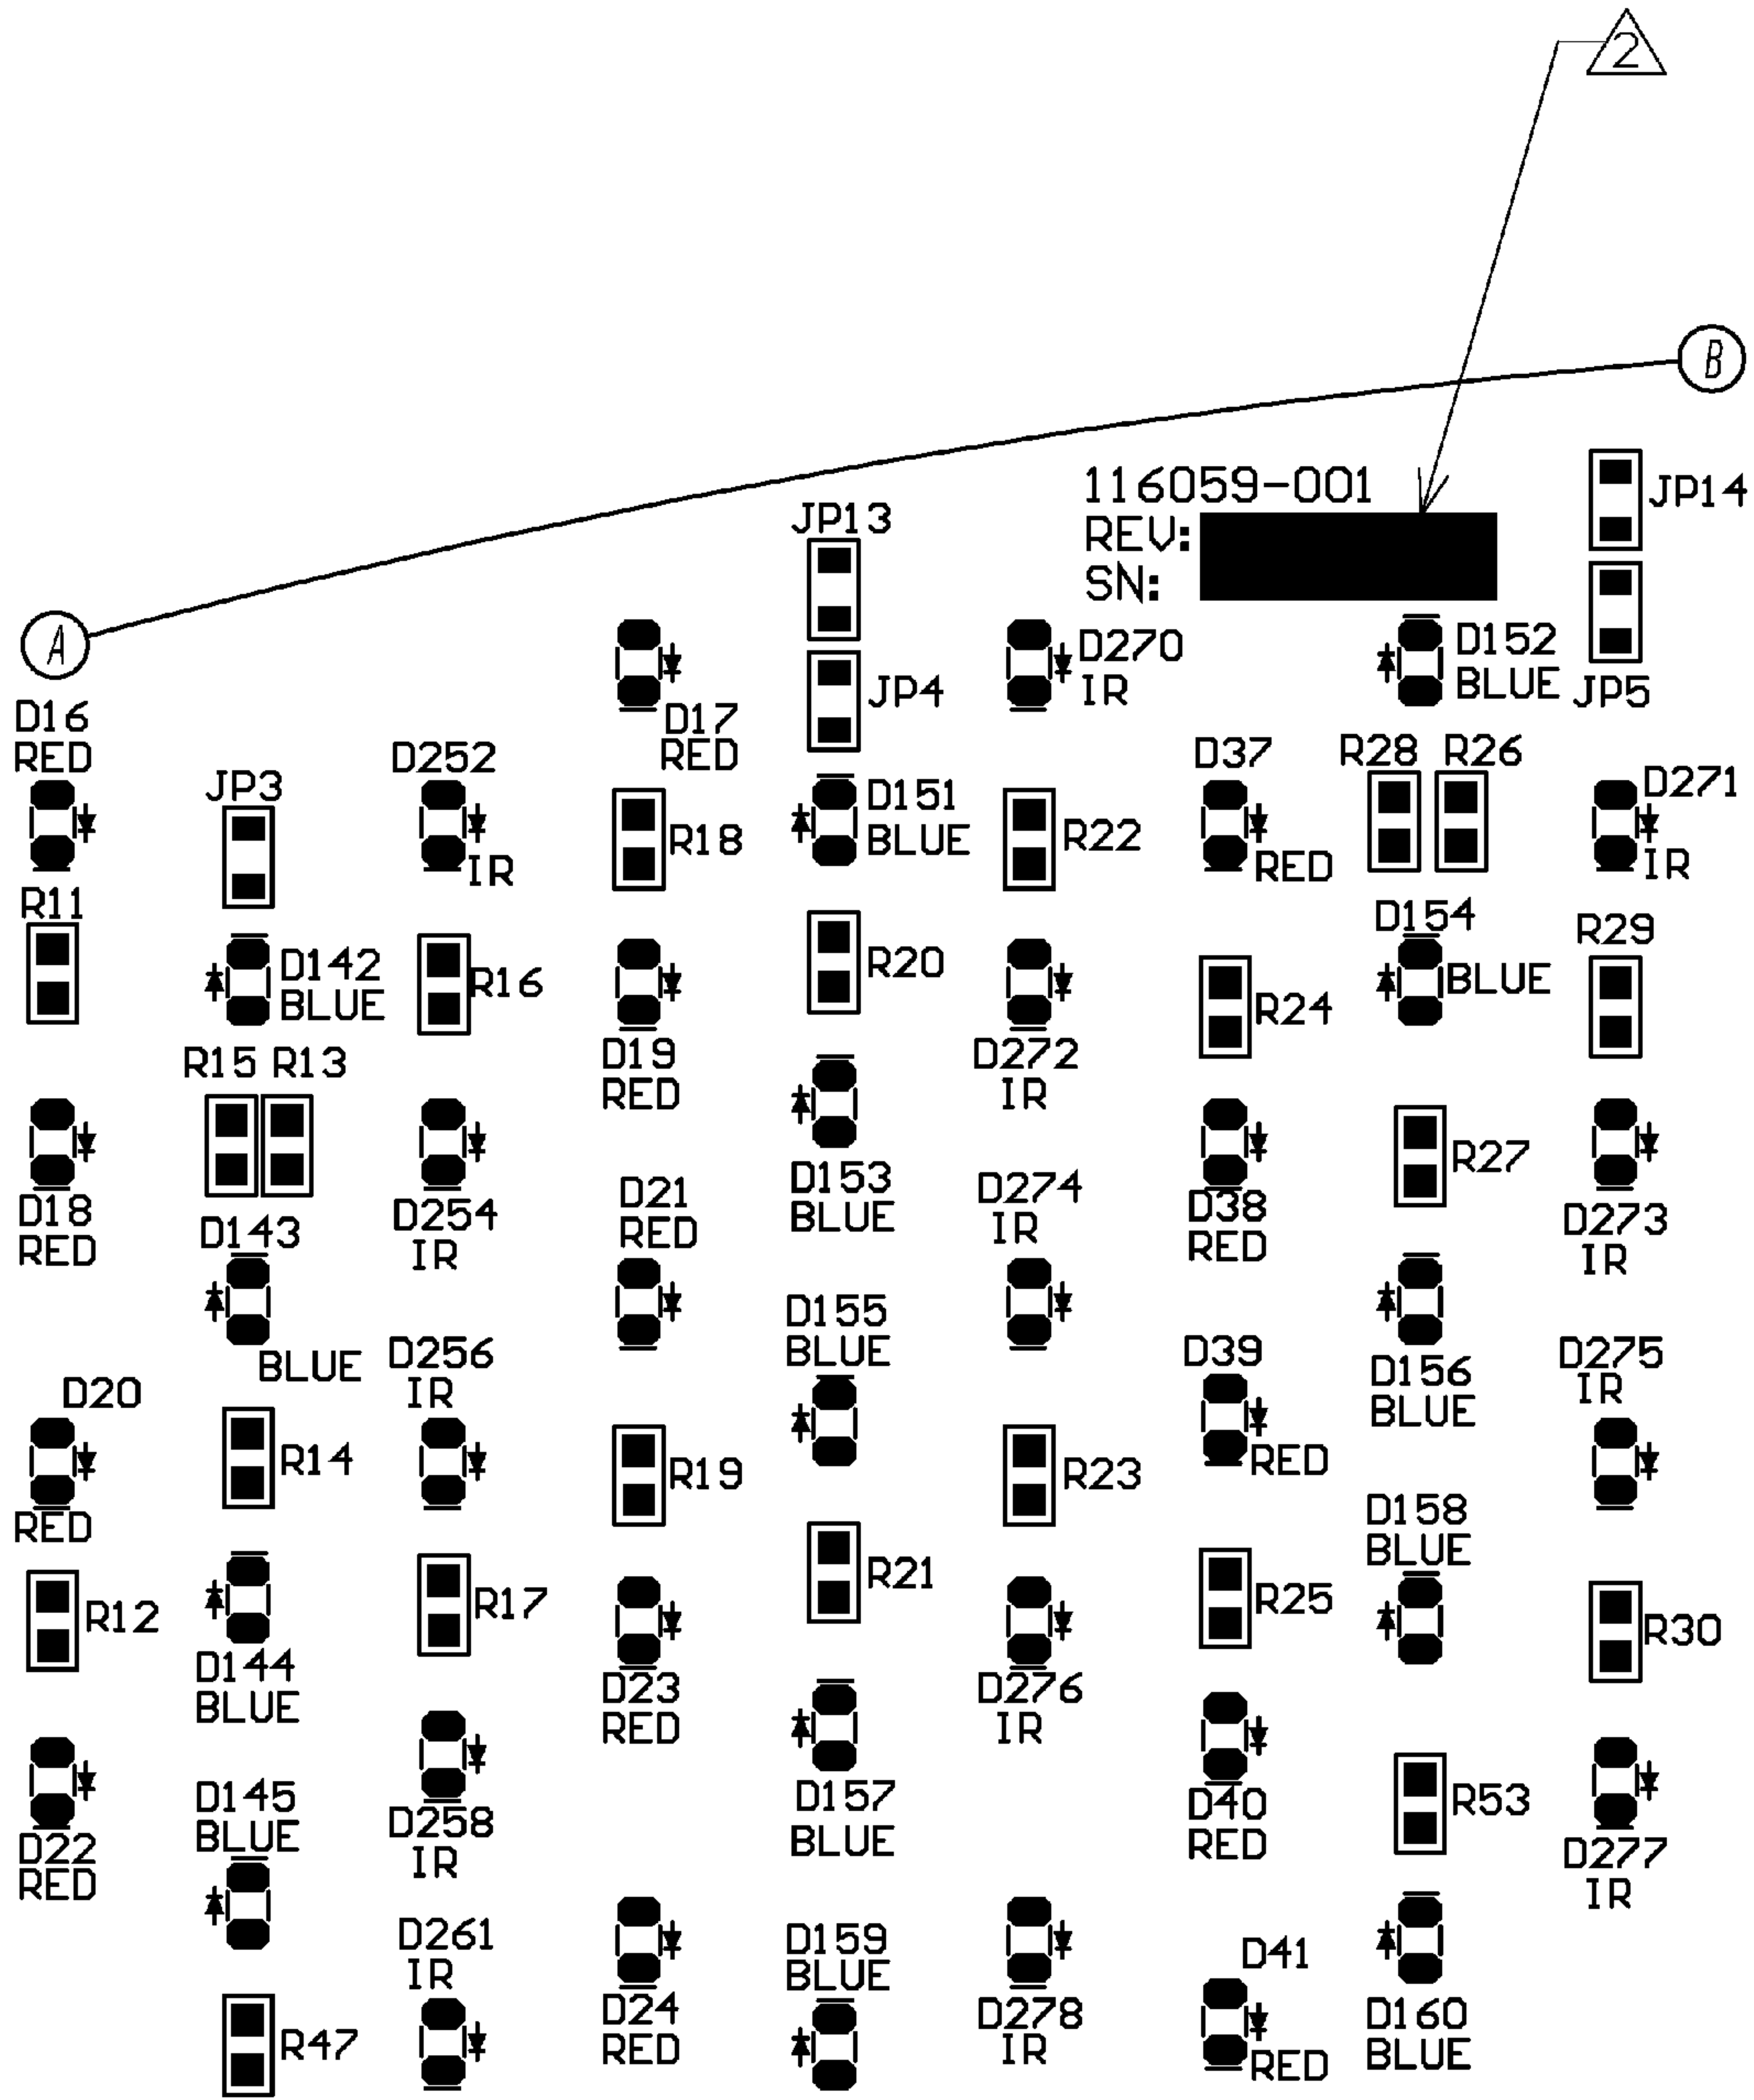 2
B
116059-001
REV:
SN:
JP14
JP13
A
D270
IR
D152
BLUE
JP4
JP5
D16
RED
D17
RED
D252
IR
JP3
D37
RED
R28
R26
D271
IR
D151
BLUE
R18
R22
R11
D154
BLUE
R29
D142
BLUE
R16
R20
R24
R15
R13
D19
RED
D272
IR
D18
RED
D143
BLUE
D254
IR
D21
RED
D153
BLUE
D274
IR
D38
RED
R27
D273
IR
D155
BLUE
D256
IR
D39
RED
D156
BLUE
D275
IR
D20
RED
R14
R19
R23
D158
BLUE
R12
R17
R21
R25
R30
D144
BLUE
D23
RED
D276
IR
D145
BLUE
D258
IR
D157
BLUE
D40
RED
R53
D22
RED
D277
IR
D261
IR
D159
BLUE
D41
RED
D24
RED
D278
IR
D160
BLUE
R47